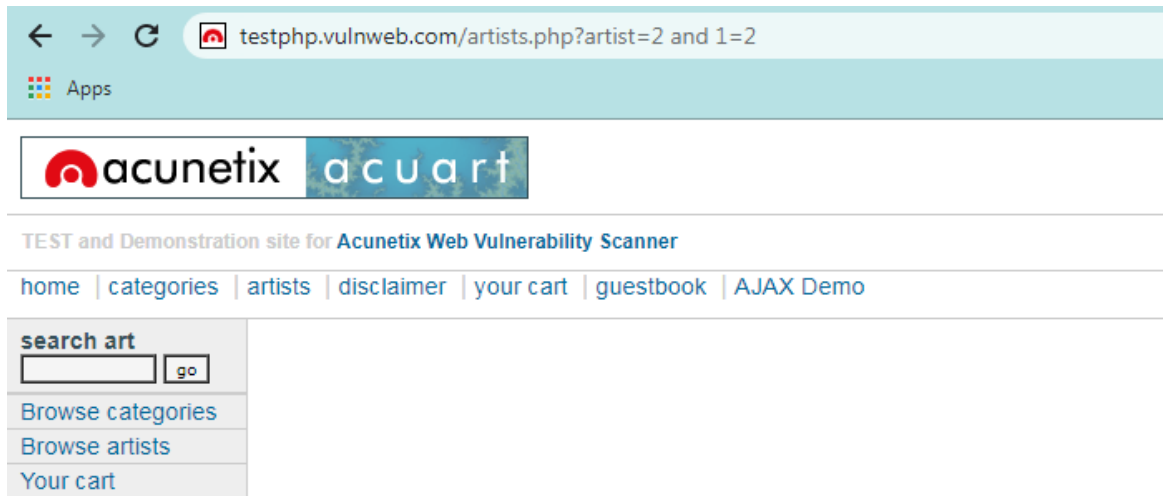 testphp.vulnweb.com/artists.php?artist=2 and 1=2
Apps
acunetix acuart
TEST and Demonstration site for Acunetix Web Vulnerability Scanner
home | categories | artists | disclaimer | your cart | guestbook | AJAX Demo
search art
go
Browse categories
Browse artists
Your cart